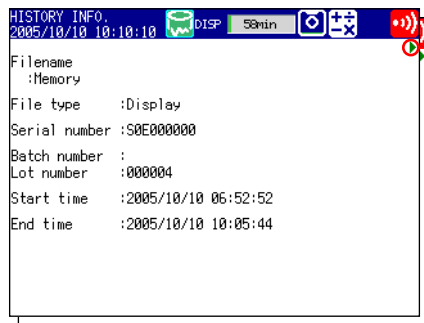 HISTORY INFO.
2005/10/10 10:10:10 DISP 58min
Filename
:Memory
File type :Display
Serial number :S0E000000
Batch number :
Lot number :000004
Start time :2005/10/10 06:52:52
End time :2005/10/10 10:05:44